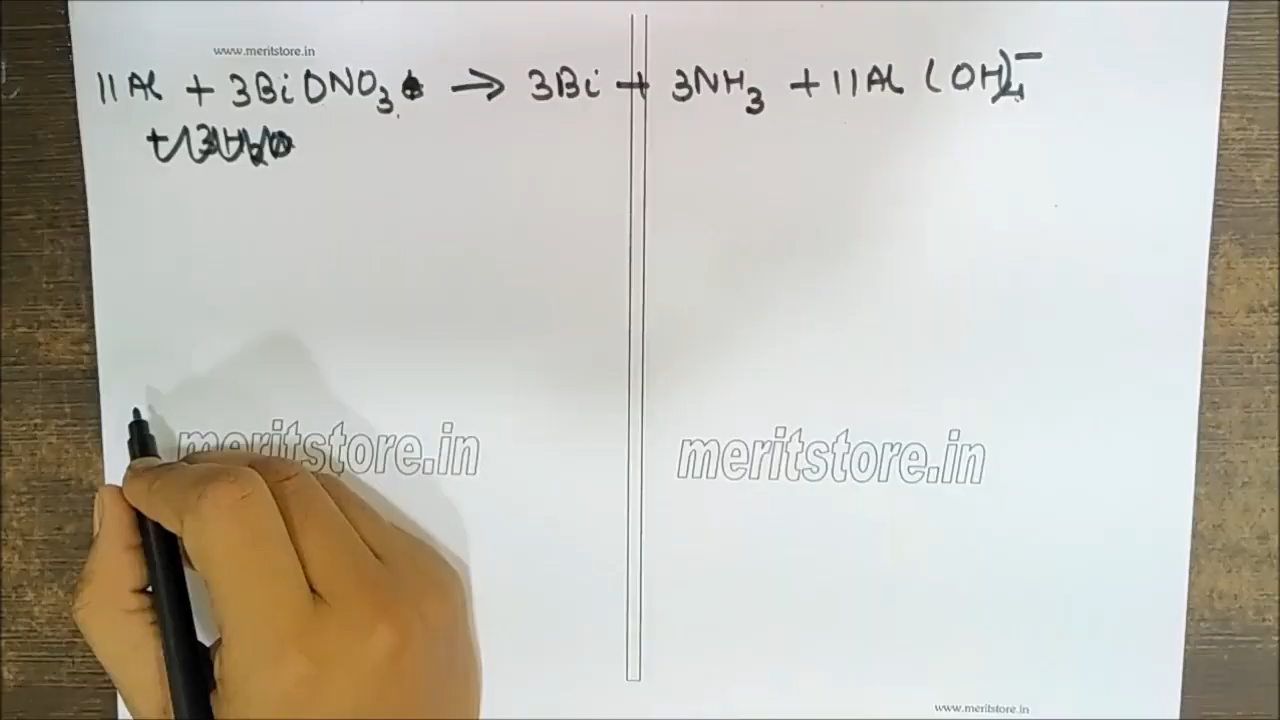 www.meritstore.in
11Al + 3BiONO3 → 3Bi + 3NH3 + 11Al(OH)4⁻
meritstore.in meritstore.in
www.meritstore.in